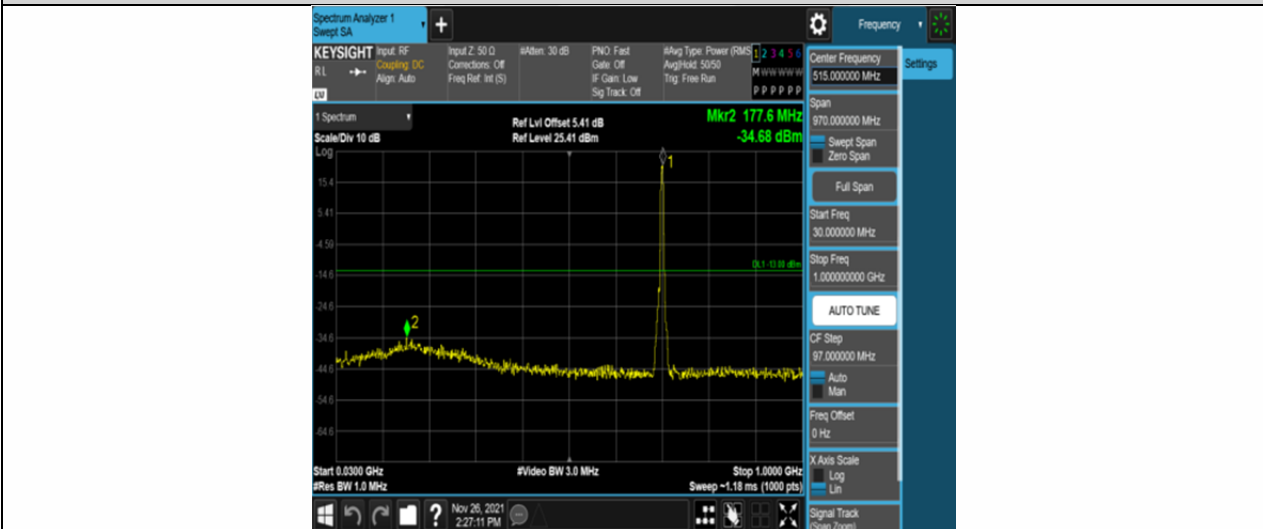 Spectrum Analyzer 1
Swept SA
+
Frequency
KEYSIGHT
Input: RF
Coupling: DC
Align: Auto
RL
LXI
Input Z: 50 Ω
Corrections: Off
Freq Ref: Int (S)
#Atten: 30 dB
PNO: Fast
Gate: Off
IF Gain: Low
Sig Track: Off
#Avg Type: Power (RMS
Avg|Hold: 50/50
Trig: Free Run
1 2 3 4 5 6
M W W W W W
P P P P P P
Center Frequency
515.000000 MHz
Settings
Span
970.000000 MHz
Swept Span
Zero Span
Full Span
Start Freq
30.000000 MHz
Stop Freq
1.000000000 GHz
AUTO TUNE
CF Step
97.000000 MHz
Auto
Man
Freq Offset
0 Hz
X Axis Scale
Log
Lin
Signal Track
(Span Zoom)
1 Spectrum
Scale/Div 10 dB
Log
Ref Lvl Offset 5.41 dB
Ref Level 25.41 dBm
Mkr2 177.6 MHz
-34.68 dBm
1
15.4
5.41
-4.59
DL1 -13.00 dBm
-14.6
-24.6
2
-34.6
-44.6
-54.6
-64.6
Start 0.0300 GHz
#Res BW 1.0 MHz
#Video BW 3.0 MHz
Stop 1.0000 GHz
Sweep ~1.18 ms (1000 pts)
?
Nov 26, 2021
2:27:11 PM